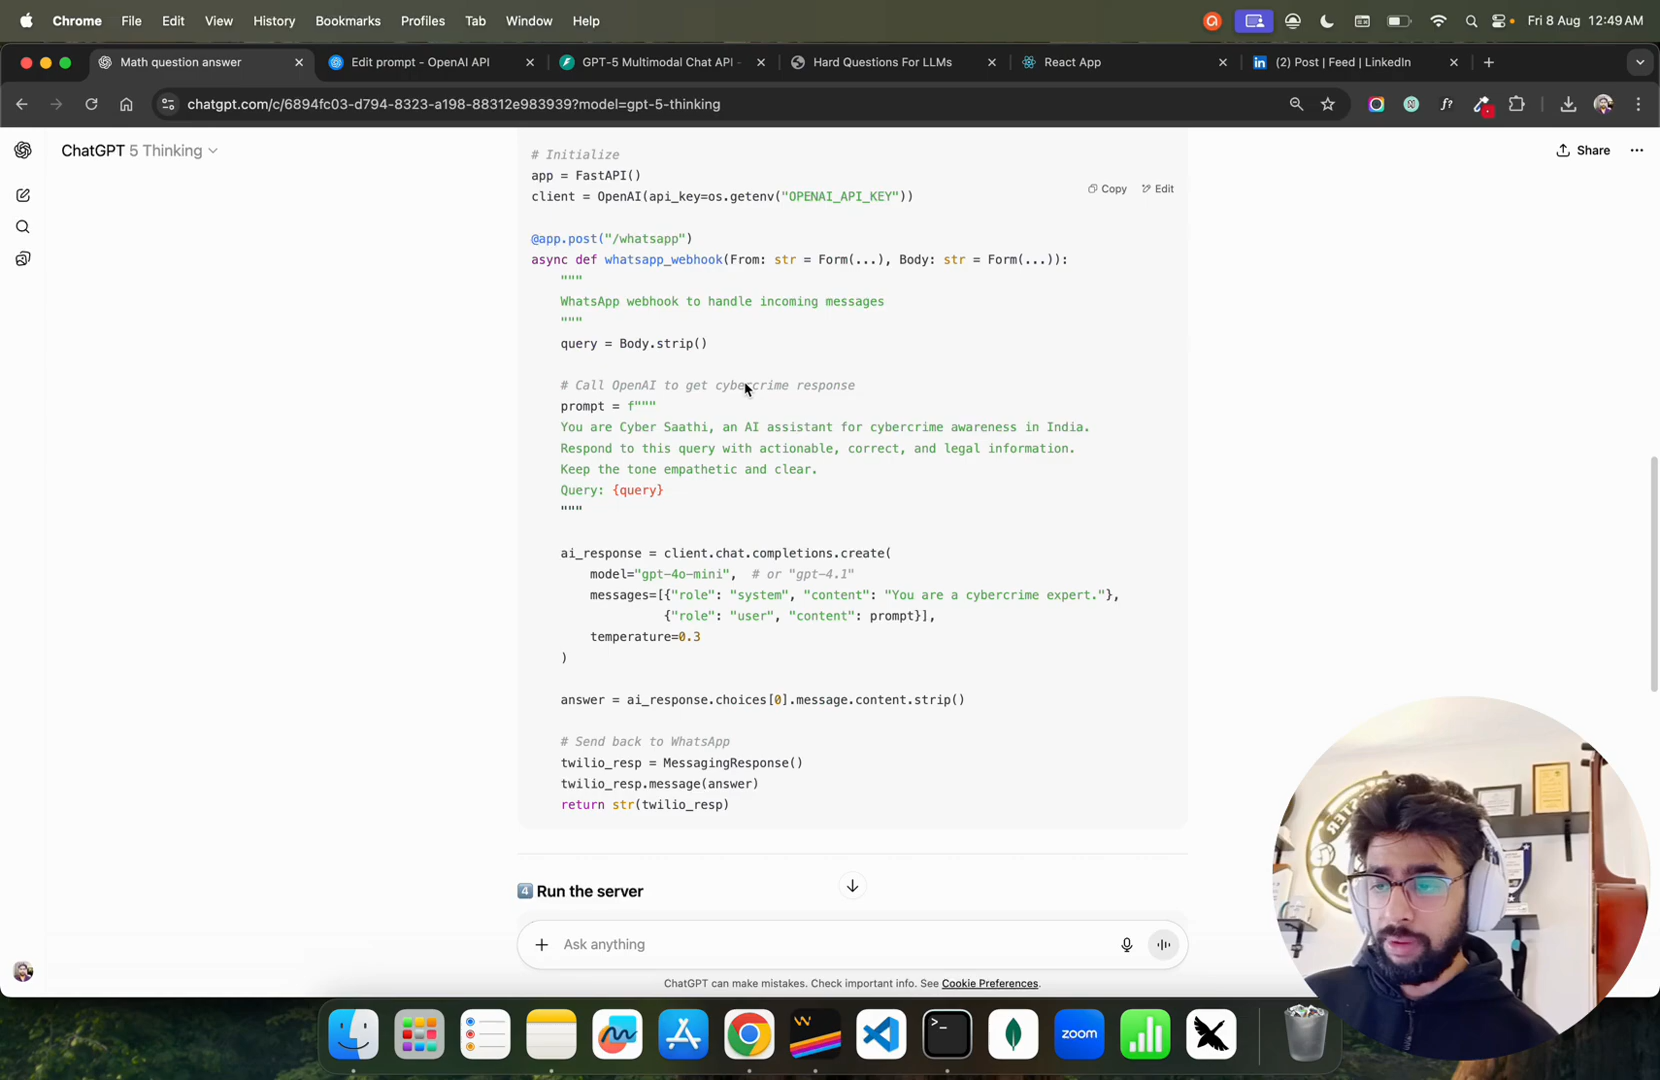 Chrome File Edit View History Bookmarks Profiles Tab Window Help Fri 8 Aug 12:49 AM
Math question answer Edit prompt - OpenAI API GPT-5 Multimodal Chat API - Hard Questions For LLMs React App (2) Post | Feed | LinkedIn
chatgpt.com/c/6894fc03-d794-8323-a198-88312e983939?model=gpt-5-thinking
ChatGPT 5 Thinking Share
# Initialize
app = FastAPI()
Copy Edit
client = OpenAI(api_key=os.getenv("OPENAI_API_KEY"))
@app.post("/whatsapp")
async def whatsapp_webhook(From: str = Form(...), Body: str = Form(...)):
"""
WhatsApp webhook to handle incoming messages
"""
query = Body.strip()
# Call OpenAI to get cybercrime response
prompt = f"""
You are Cyber Saathi, an AI assistant for cybercrime awareness in India.
Respond to this query with actionable, correct, and legal information.
Keep the tone empathetic and clear.
Query: {query}
"""
ai_response = client.chat.completions.create(
model="gpt-4o-mini", # or "gpt-4.1"
messages=[{"role": "system", "content": "You are a cybercrime expert."},
{"role": "user", "content": prompt}],
temperature=0.3
)
answer = ai_response.choices[0].message.content.strip()
# Send back to WhatsApp
twilio_resp = MessagingResponse()
twilio_resp.message(answer)
return str(twilio_resp)
4 Run the server
Ask anything
ChatGPT can make mistakes. Check important info. See Cookie Preferences.
zoom